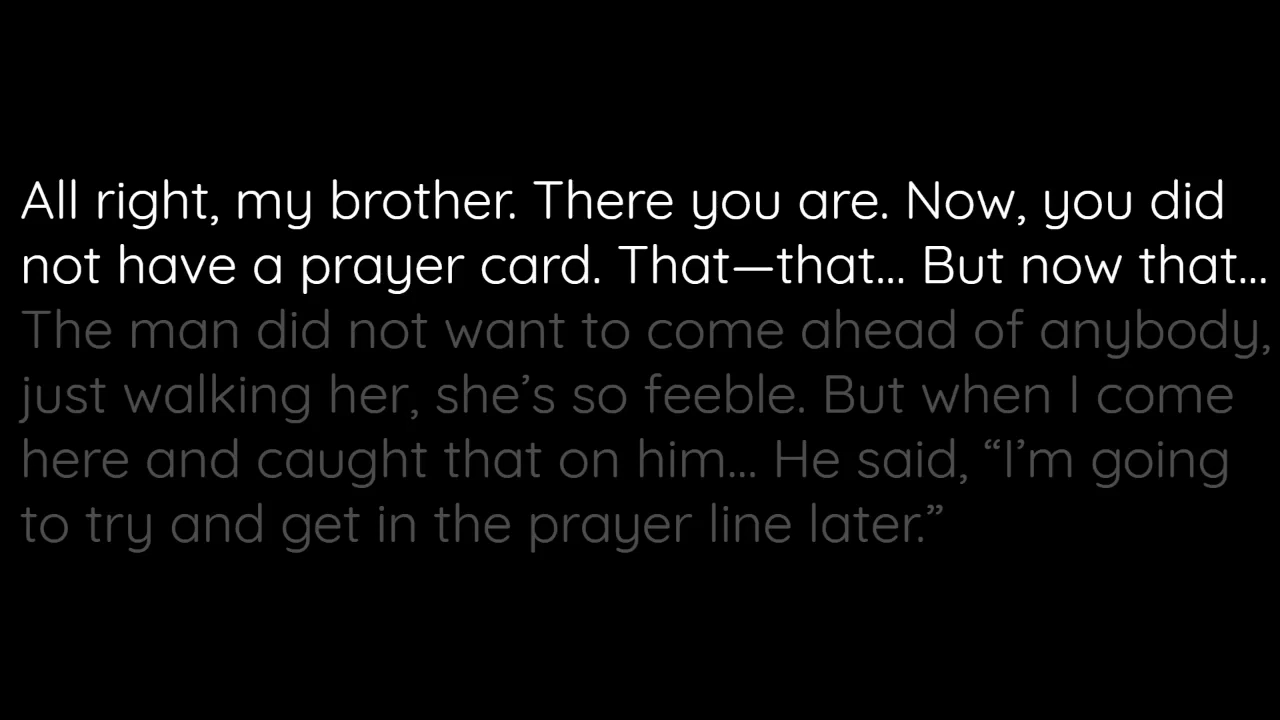 All right, my brother. There you are. Now, you did
not have a prayer card. That—that... But now that...
The man did not want to come ahead of anybody,
just walking her, she’s so feeble. But when I come
here and caught that on him... He said, “I’m going
to try and get in the prayer line later.”